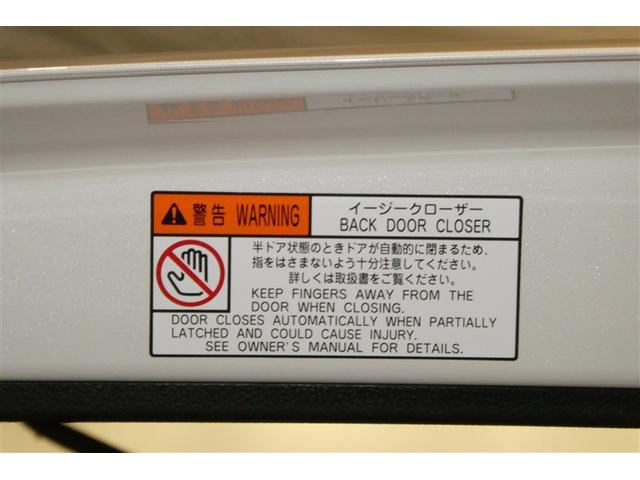 警告 WARNING
イージークローザー
BACK DOOR CLOSER
半ドア状態のときドアが自動的に閉まるため、
指をはさまないよう十分注意してください。
詳しくは取扱書をご覧ください。
KEEP FINGERS AWAY FROM THE
DOOR WHEN CLOSING.
DOOR CLOSES AUTOMATICALLY WHEN PARTIALLY
LATCHED AND COULD CAUSE INJURY.
SEE OWNER'S MANUAL FOR DETAILS.